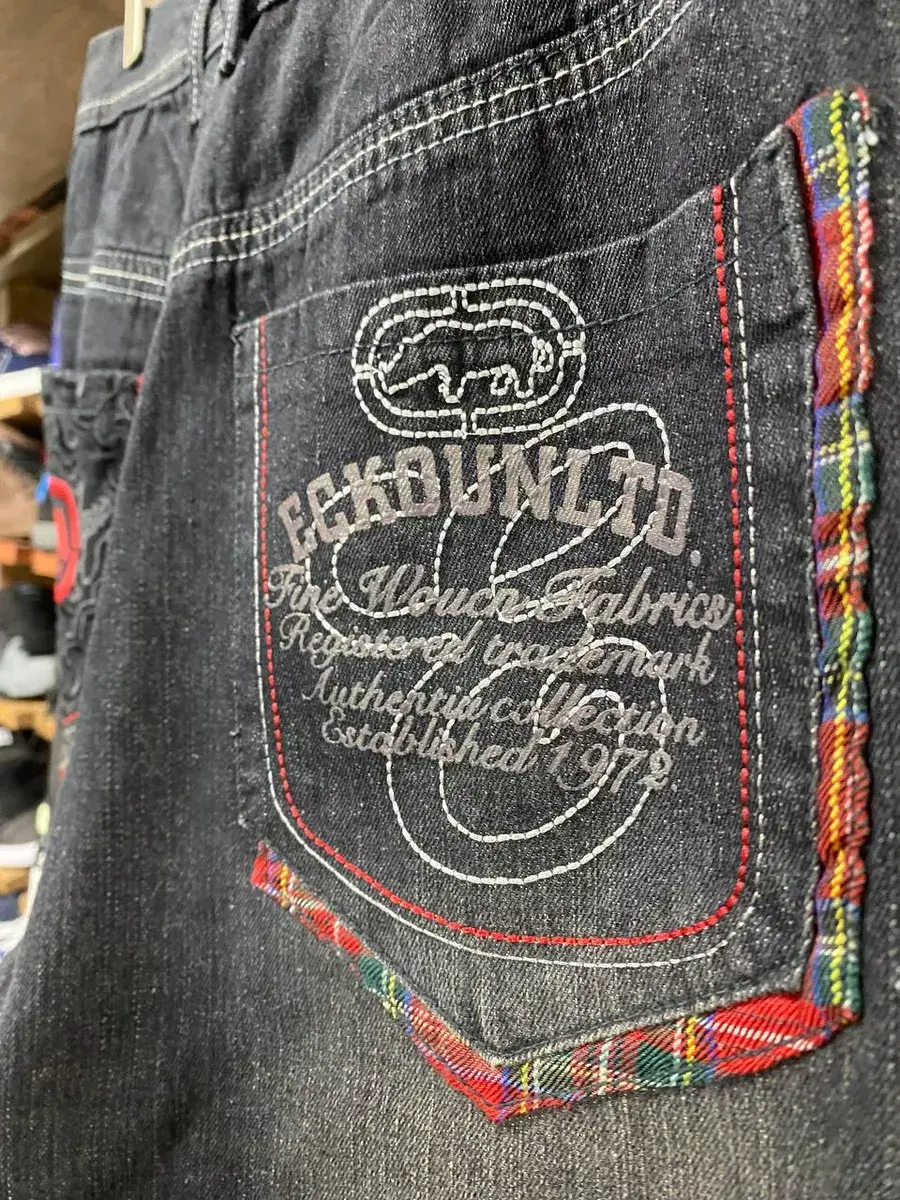 ECKOUNLTD.
Fine Woven Fabrics
Registered trademark
Authentic collection
Established 1972